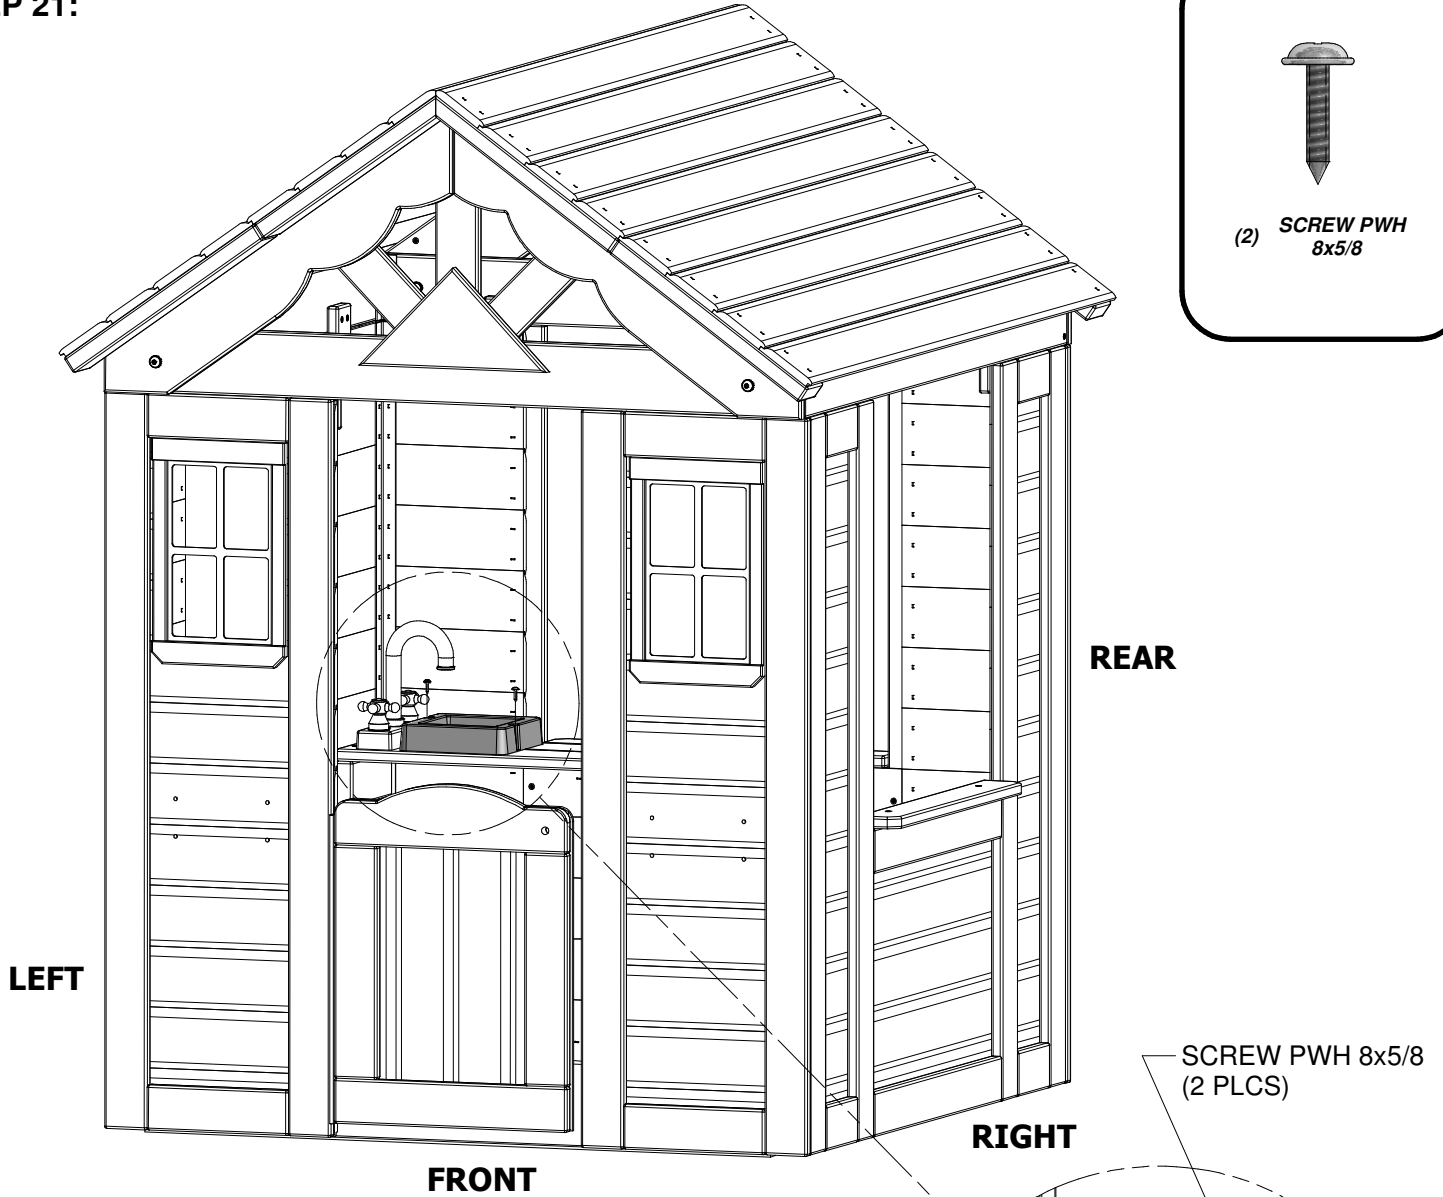 P 21:
(2) SCREW PWH
8x5/8
REAR
LEFT
SCREW PWH 8x5/8
(2 PLCS)
RIGHT
FRONT